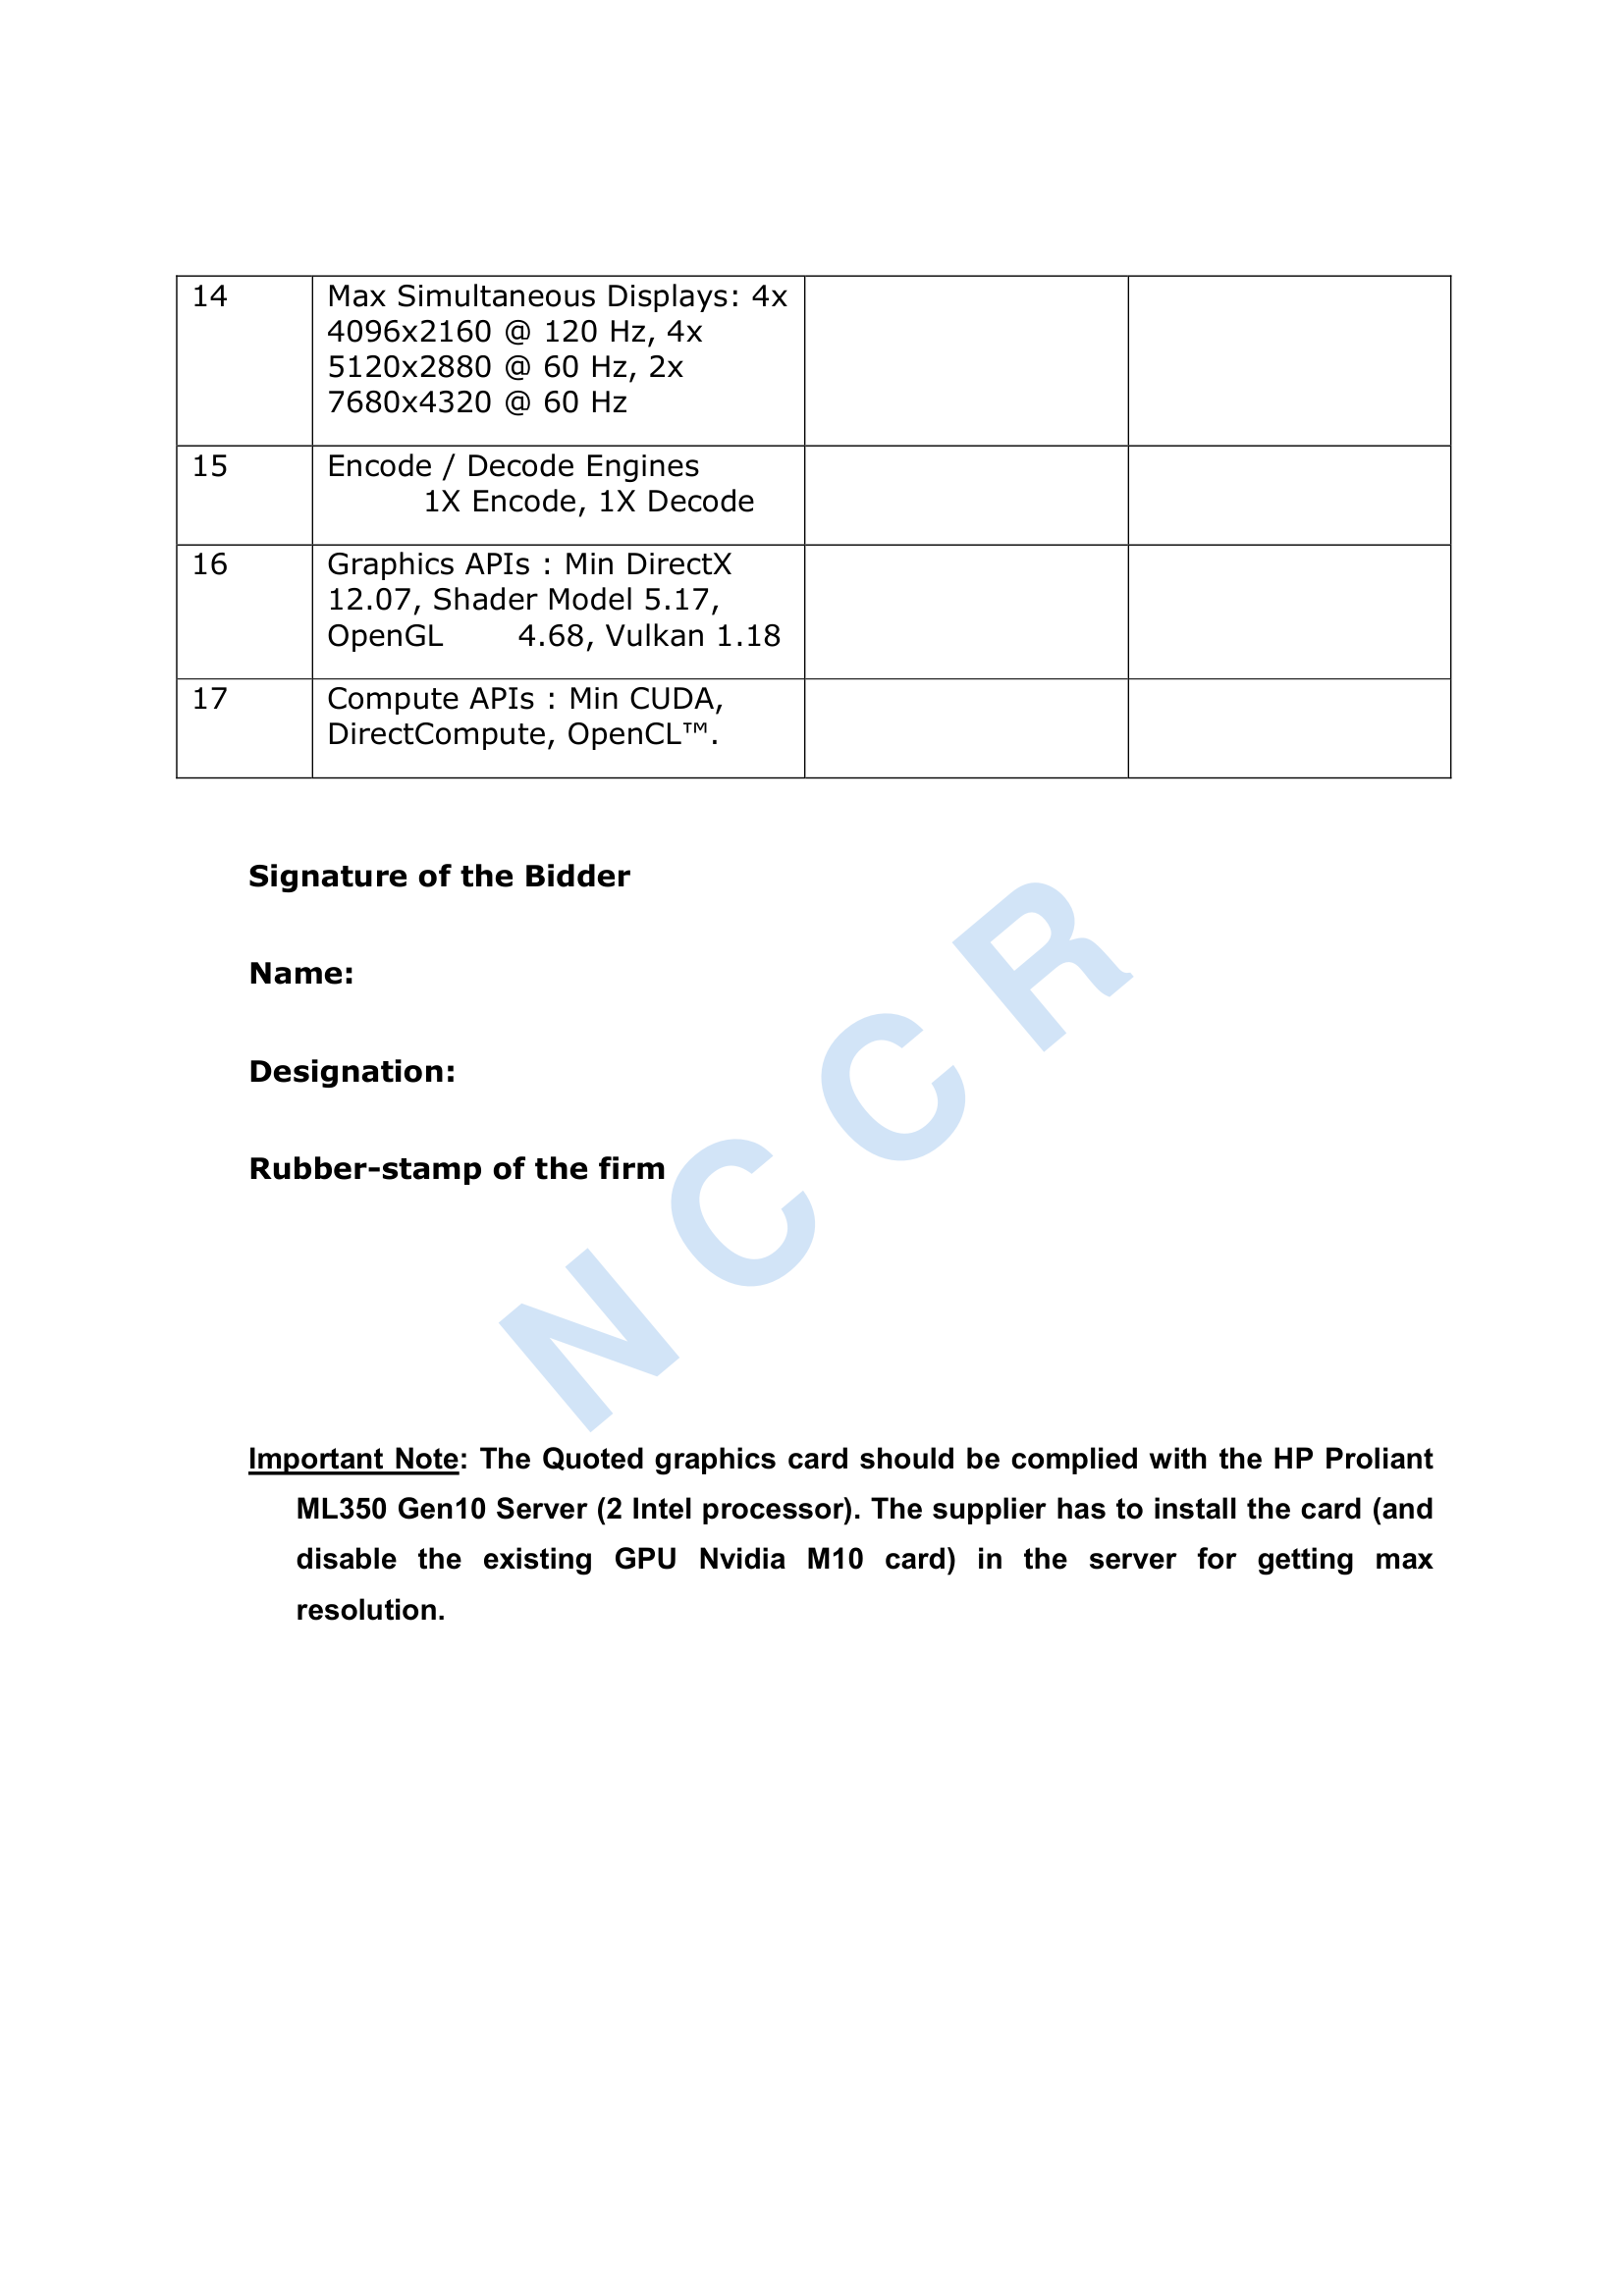 14
Max Simultaneous Displays: 4x
4096x2160 @ 120 Hz, 4x
5120x2880 @ 60 Hz, 2x
7680x4320 @ 60 Hz
15
Encode / Decode Engines
1X Encode, 1X Decode
16
Graphics APIs : Min DirectX
12.07, Shader Model 5.17,
OpenGL 4.68, Vulkan 1.18
17
Compute APIs : Min CUDA,
DirectCompute, OpenCL™.
Signature of the Bidder
Name:
Designation:
Rubber-stamp of the firm
NCCR
Important Note: The Quoted graphics card should be complied with the HP Proliant
ML350 Gen10 Server (2 Intel processor). The supplier has to install the card (and
disable the existing GPU Nvidia M10 card) in the server for getting max
resolution.